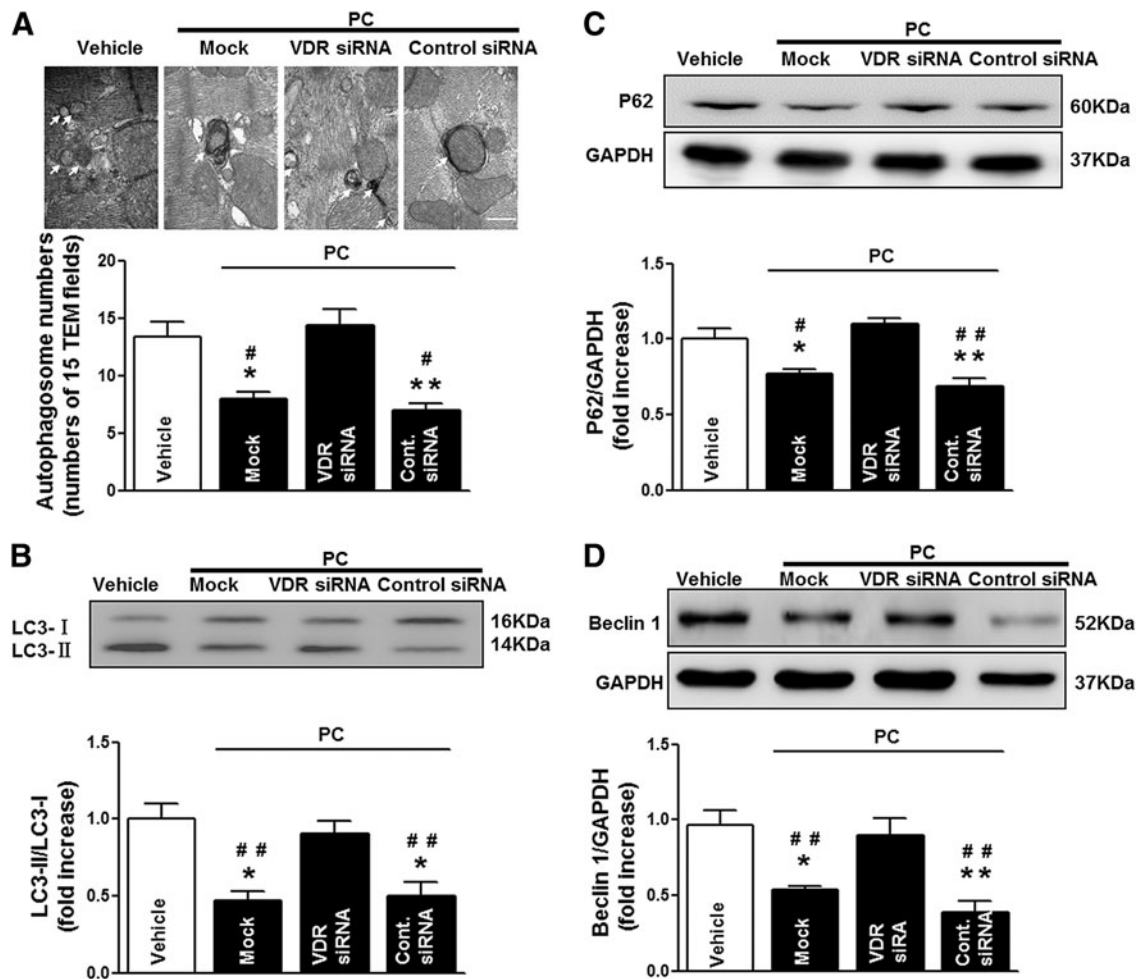 A
PC
Vehicle Mock VDR siRNA Control siRNA
PC
Autophagosome numbers
(numbers of 15 TEM fields)
20
15
10
5
0
#
*
#
* *
Vehicle
Mock
VDR
siRNA
Cont.
siRNA
B
PC
Vehicle Mock VDR siRNA Control siRNA
LC3- Ⅰ 16KDa
LC3- Ⅱ 14KDa
PC
LC3-II/LC3-I
(fold increase)
1.5
1.0
0.5
0.0
# #
*
# #
*
Vehicle
Mock
VDR
siRNA
Cont.
siRNA
C
PC
Vehicle Mock VDR siRNA Control siRNA
P62 60KDa
GAPDH 37KDa
PC
P62/GAPDH
(fold increase)
1.5
1.0
0.5
0.0
#
*
# #
* *
Vehicle
Mock
VDR
siRNA
Cont.
siRNA
D
PC
Vehicle Mock VDR siRNA Control siRNA
Beclin 1 52KDa
GAPDH 37KDa
PC
Beclin 1/GAPDH
(fold increase)
1.5
1.0
0.5
0.0
# #
*
# #
* *
Vehicle
Mock
VDR
siRA
Cont.
siRNA